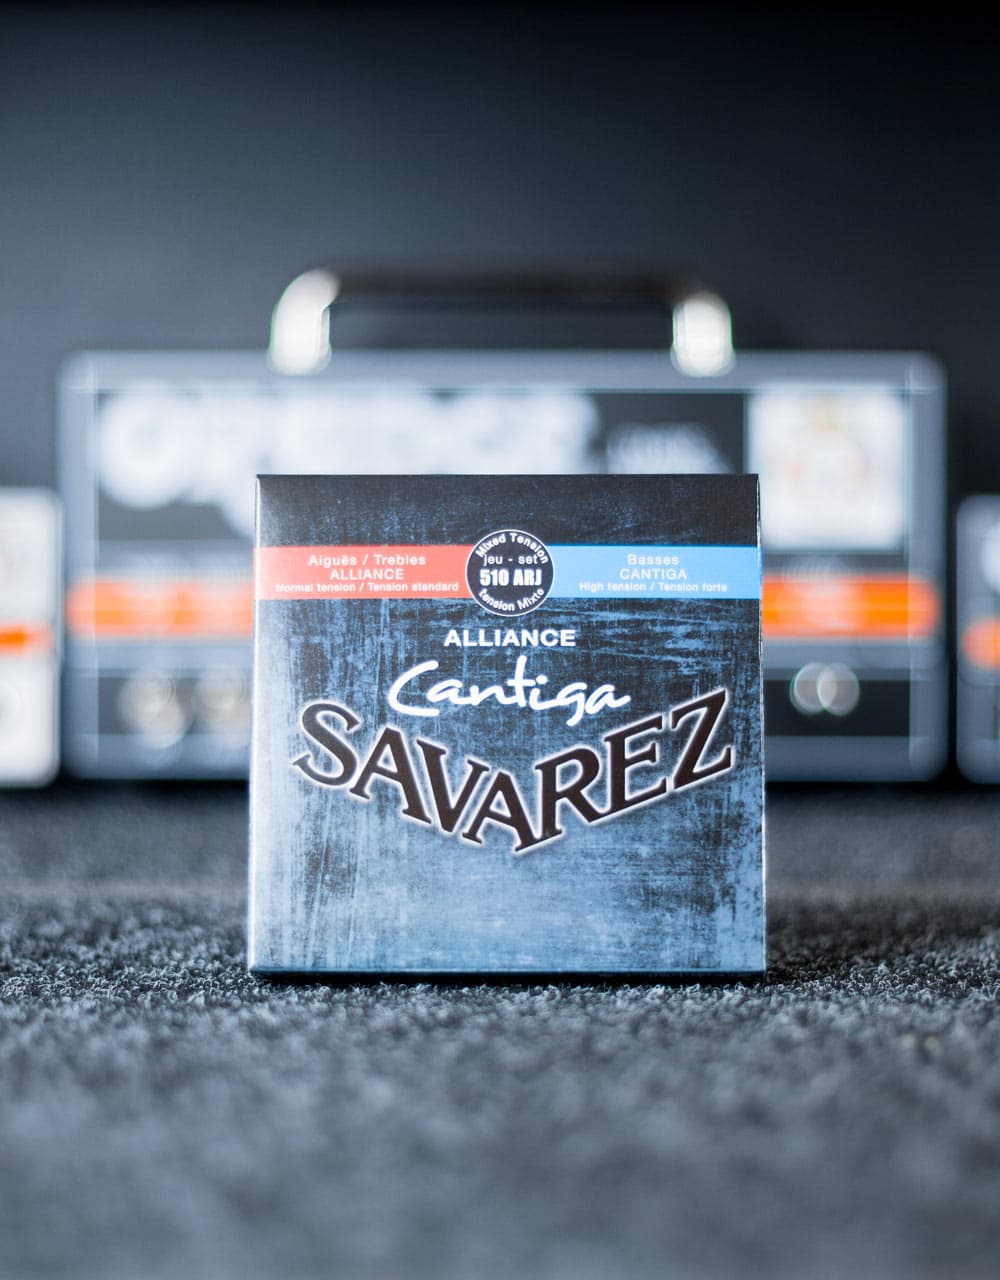 Mixed Tension
jeu - set
510 ARJ
tension Mixte
Aiguës / Trebles
ALLIANCE
Normal tension / Tension standard
Basses
CANTIGA
High tension / Tension forte
ALLIANCE
Cantiga
SAVAREZ